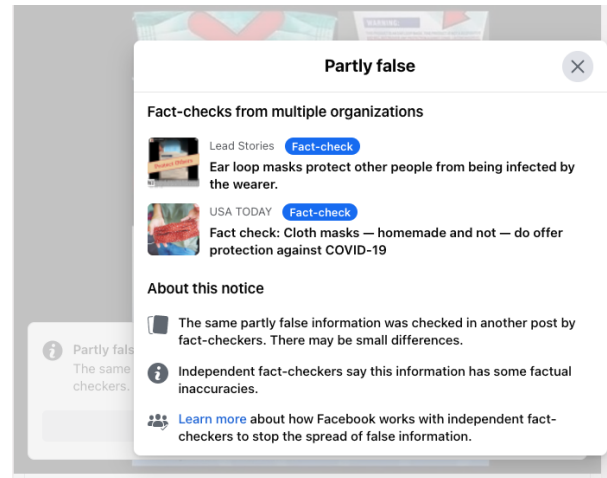 WARNING:
Partly false
Fact-checks from multiple organizations
Lead Stories Fact-check
Ear loop masks protect other people from being infected by
the wearer.
Protect Others
USA TODAY Fact-check
Fact check: Cloth masks — homemade and not — do offer
protection against COVID-19
About this notice
The same partly false information was checked in another post by
fact-checkers. There may be small differences.
Independent fact-checkers say this information has some factual
inaccuracies.
Learn more about how Facebook works with independent fact-
checkers to stop the spread of false information.
Partly fals
The same
checkers.